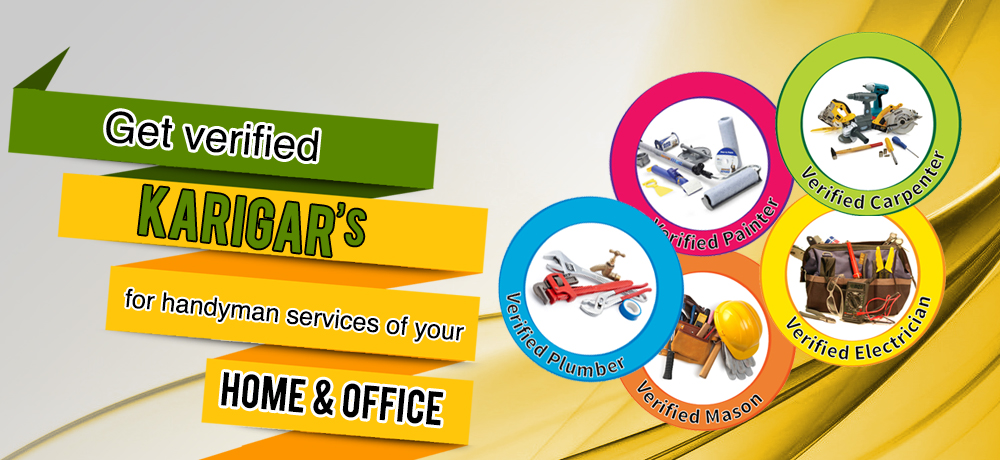 Get verified
KARIGAR'S
for handyman services of your
HOME & OFFICE
Verified Painter
Verified Carpenter
Verified Plumber
Verified Electrician
Verified Mason